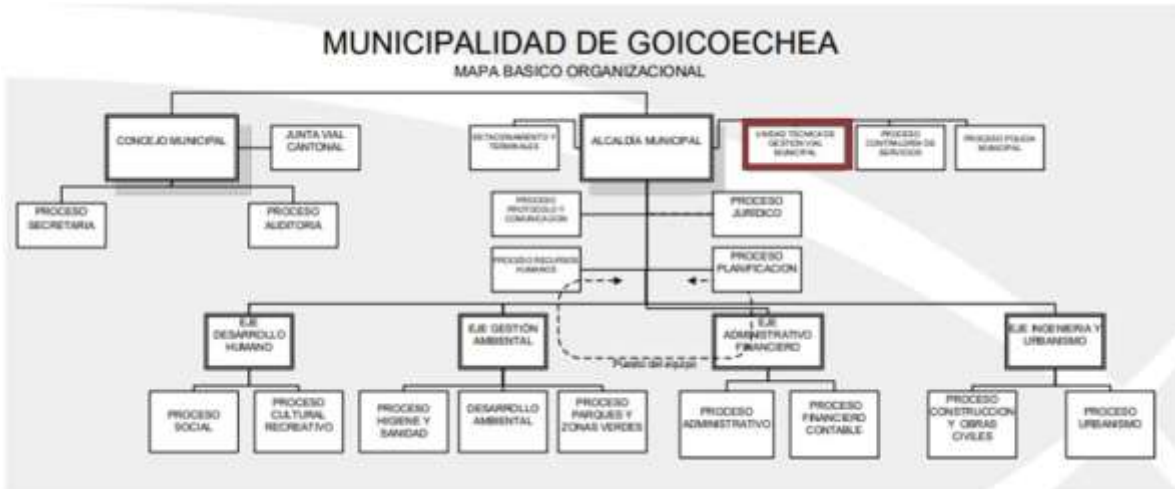 MUNICIPALIDAD DE GOICOECHEA
MAPA BASICO ORGANIZACIONAL
CONCEJO MUNICIPAL
JUNTA VIAL
CANTONAL
ESTACIONAMIENTO Y
TERMINALES
ALCALDÍA MUNICIPAL
UNIDAD TECNICA DE
GESTION VIAL
MUNICIPAL
PROCESO
CONTRALORÍA DE
SERVICIOS
PROCESO POLICIA
MUNICIPAL
PROCESO
SECRETARIA
PROCESO
AUDITORIA
PROCESO
PROTOCOLO Y
COMUNICACION
PROCESO
JURÍDICO
PROCESO RECURSOS
HUMANOS
PROCESO
PLANIFICACION
EJE
DESARROLLO
HUMANO
EJE GESTIÓN
AMBIENTAL
EJE
ADMINISTRATIVO
FINANCIERO
EJE INGENIERIA Y
URBANISMO
Puesto del equipo
PROCESO
SOCIAL
PROCESO
CULTURAL
RECREATIVO
PROCESO
HIGIENE Y
SANIDAD
DESARROLLO
AMBIENTAL
PROCESO
PARQUES Y
ZONAS VERDES
PROCESO
ADMINISTRATIVO
PROCESO
FINANCIERO
CONTABLE
PROCESO
CONSTRUCCION
Y OBRAS
CIVILES
PROCESO
URBANISMO